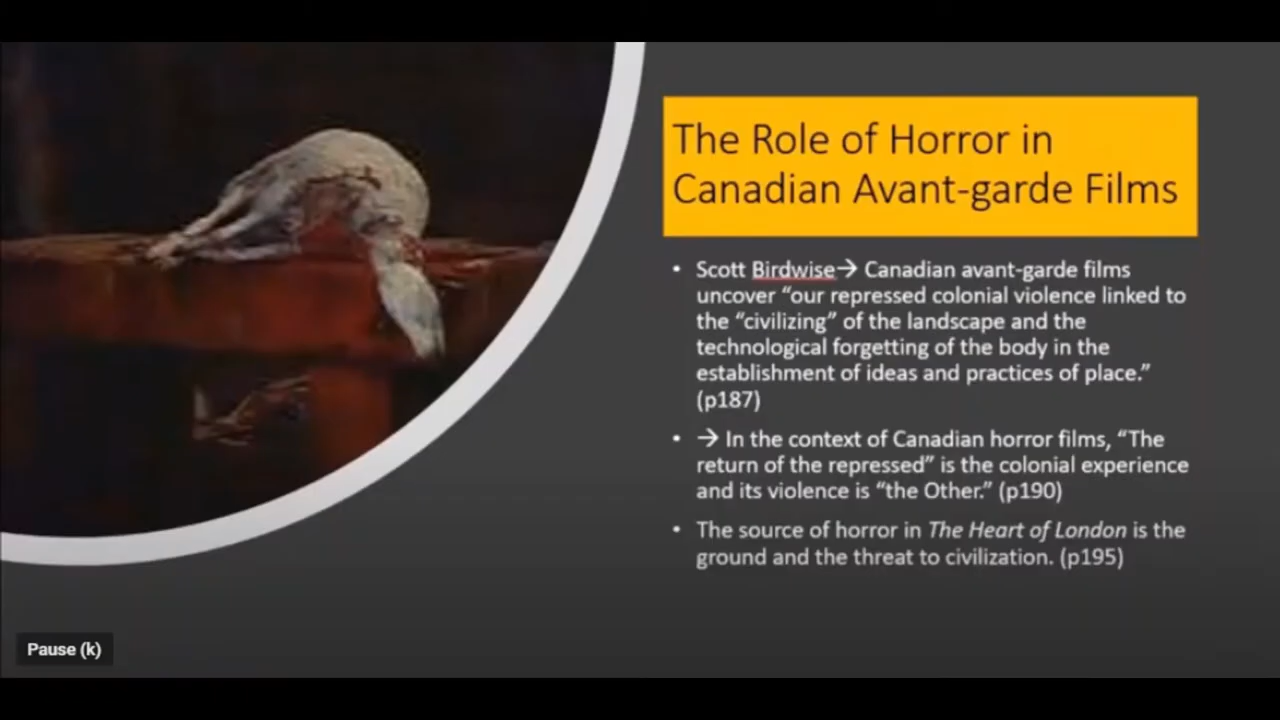 The Role of Horror in
Canadian Avant-garde Films
• Scott Birdwise→ Canadian avant-garde films
uncover “our repressed colonial violence linked to
the “civilizing” of the landscape and the
technological forgetting of the body in the
establishment of ideas and practices of place.”
(p187)
• → In the context of Canadian horror films, “The
return of the repressed” is the colonial experience
and its violence is “the Other.” (p190)
• The source of horror in The Heart of London is the
ground and the threat to civilization. (p195)
Pause (k)